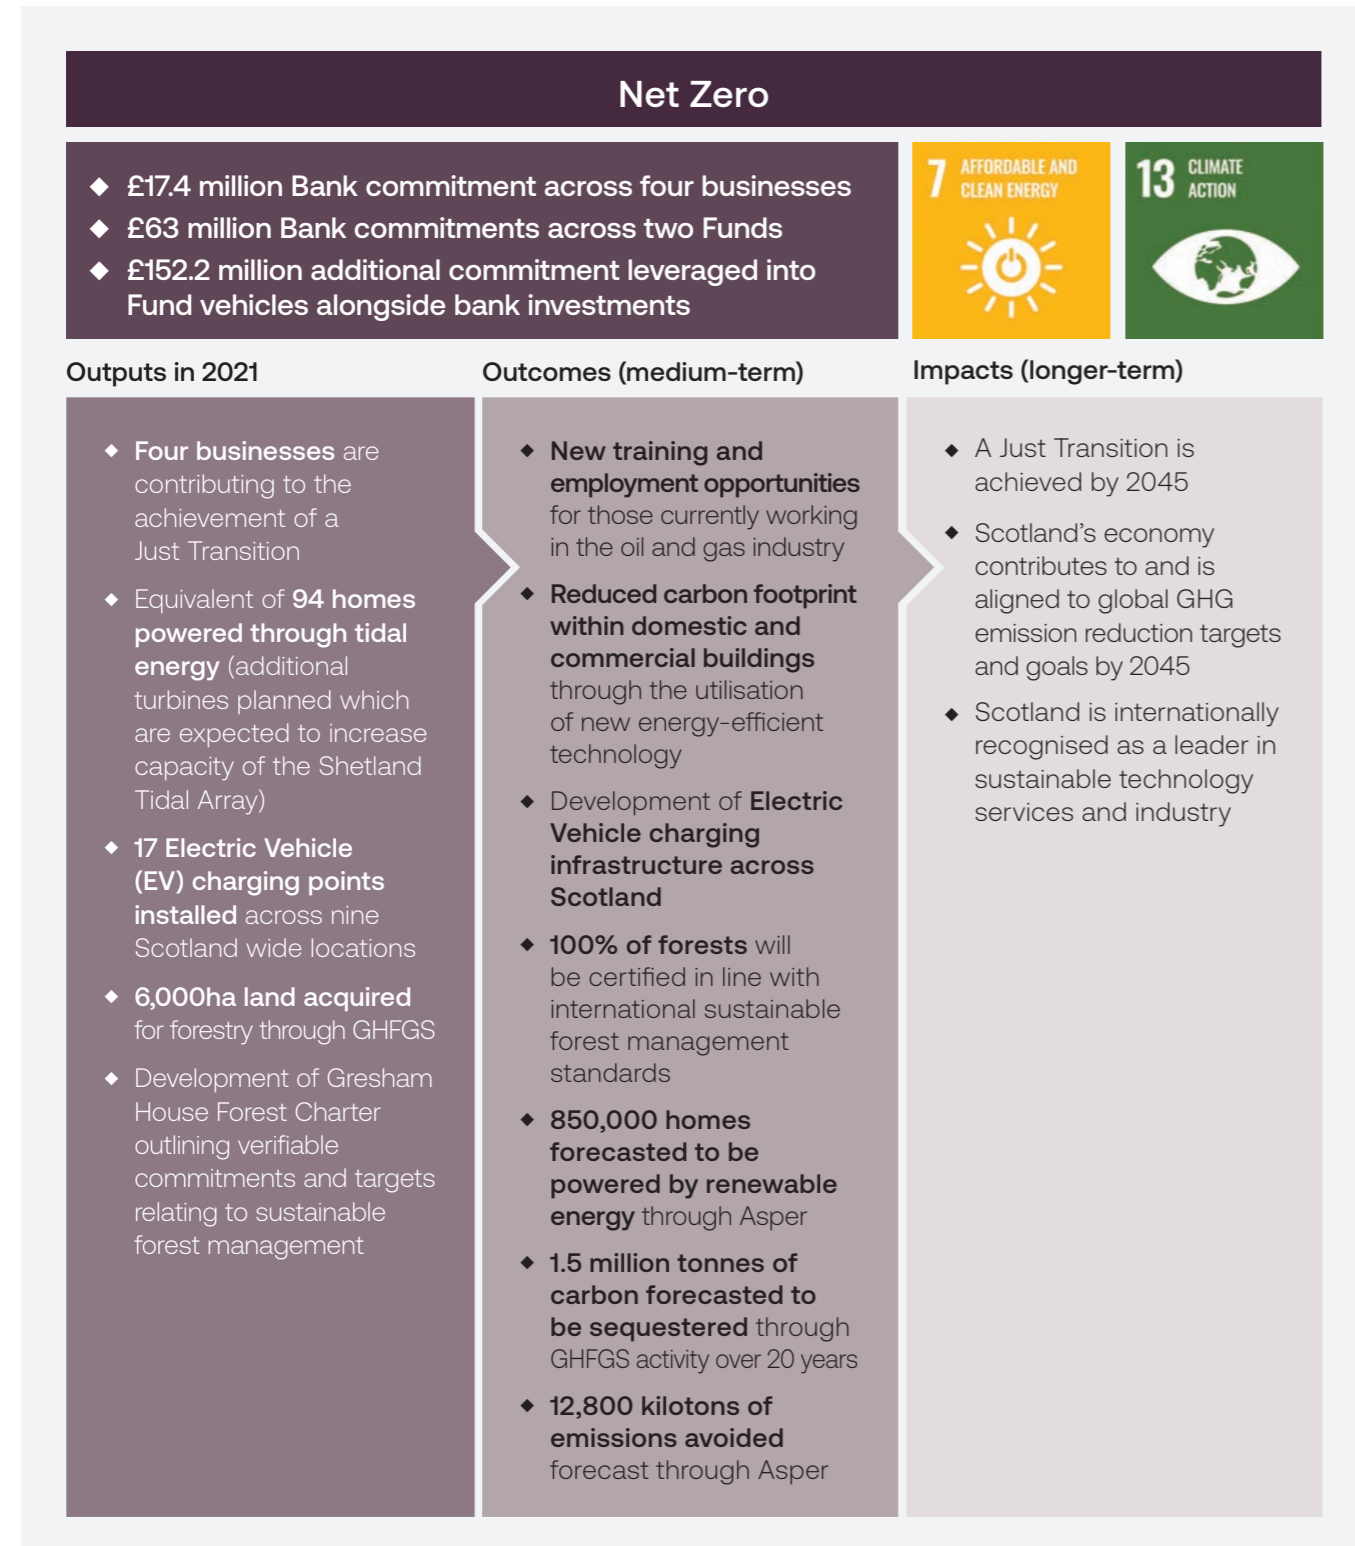 Net Zero
◆ £17.4 million Bank commitment across four businesses
◆ £63 million Bank commitments across two Funds
◆ £152.2 million additional commitment leveraged into
Fund vehicles alongside bank investments
7 AFFORDABLE AND
CLEAN ENERGY
13 CLIMATE
ACTION
Outputs in 2021
◆ Four businesses are
contributing to the
achievement of a
Just Transition
◆ Equivalent of 94 homes
powered through tidal
energy (additional
turbines planned which
are expected to increase
capacity of the Shetland
Tidal Array)
◆ 17 Electric Vehicle
(EV) charging points
installed across nine
Scotland wide locations
◆ 6,000ha land acquired
for forestry through GHFGS
◆ Development of Gresham
House Forest Charter
outlining verifiable
commitments and targets
relating to sustainable
forest management
Outcomes (medium-term)
◆ New training and
employment opportunities
for those currently working
in the oil and gas industry
◆ Reduced carbon footprint
within domestic and
commercial buildings
through the utilisation
of new energy-efficient
technology
◆ Development of Electric
Vehicle charging
infrastructure across
Scotland
◆ 100% of forests will
be certified in line with
international sustainable
forest management
standards
◆ 850,000 homes
forecasted to be
powered by renewable
energy through Asper
◆ 1.5 million tonnes of
carbon forecasted to
be sequestered through
GHFGS activity over 20 years
◆ 12,800 kilotons of
emissions avoided
forecast through Asper
Impacts (longer-term)
◆ A Just Transition is
achieved by 2045
◆ Scotland's economy
contributes to and is
aligned to global GHG
emission reduction targets
and goals by 2045
◆ Scotland is internationally
recognised as a leader in
sustainable technology
services and industry